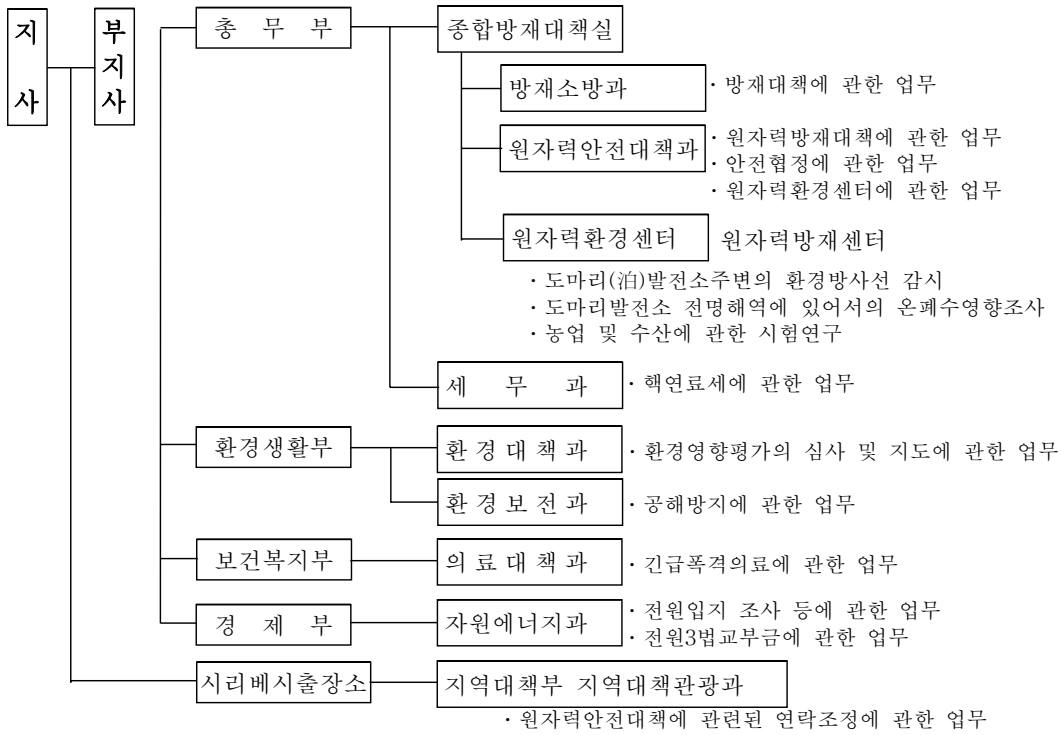 지사
부지사
총 무 부
종합방재대책실
방재소방과
· 방재대책에 관한 업무
원자력안전대책과
· 원자력방재대책에 관한 업무
· 안전협정에 관한 업무
· 원자력환경센터에 관한 업무
원자력환경센터 원자력방재센터
· 도마리(泊)발전소주변의 환경방사선 감시
· 도마리발전소 전명해역에 있어서의 온폐수영향조사
· 농업 및 수산에 관한 시험연구
세 무 과
· 핵연료세에 관한 업무
환경생활부
환경대책과
· 환경영향평가의 심사 및 지도에 관한 업무
환경보전과
· 공해방지에 관한 업무
보건복지부
의료대책과
· 긴급폭격의료에 관한 업무
경 제 부
자원에너지과
· 전원입지 조사 등에 관한 업무
· 전원3법교부금에 관한 업무
시리베시출장소
지역대책부 지역대책관광과
· 원자력안전대책에 관련된 연락조정에 관한 업무